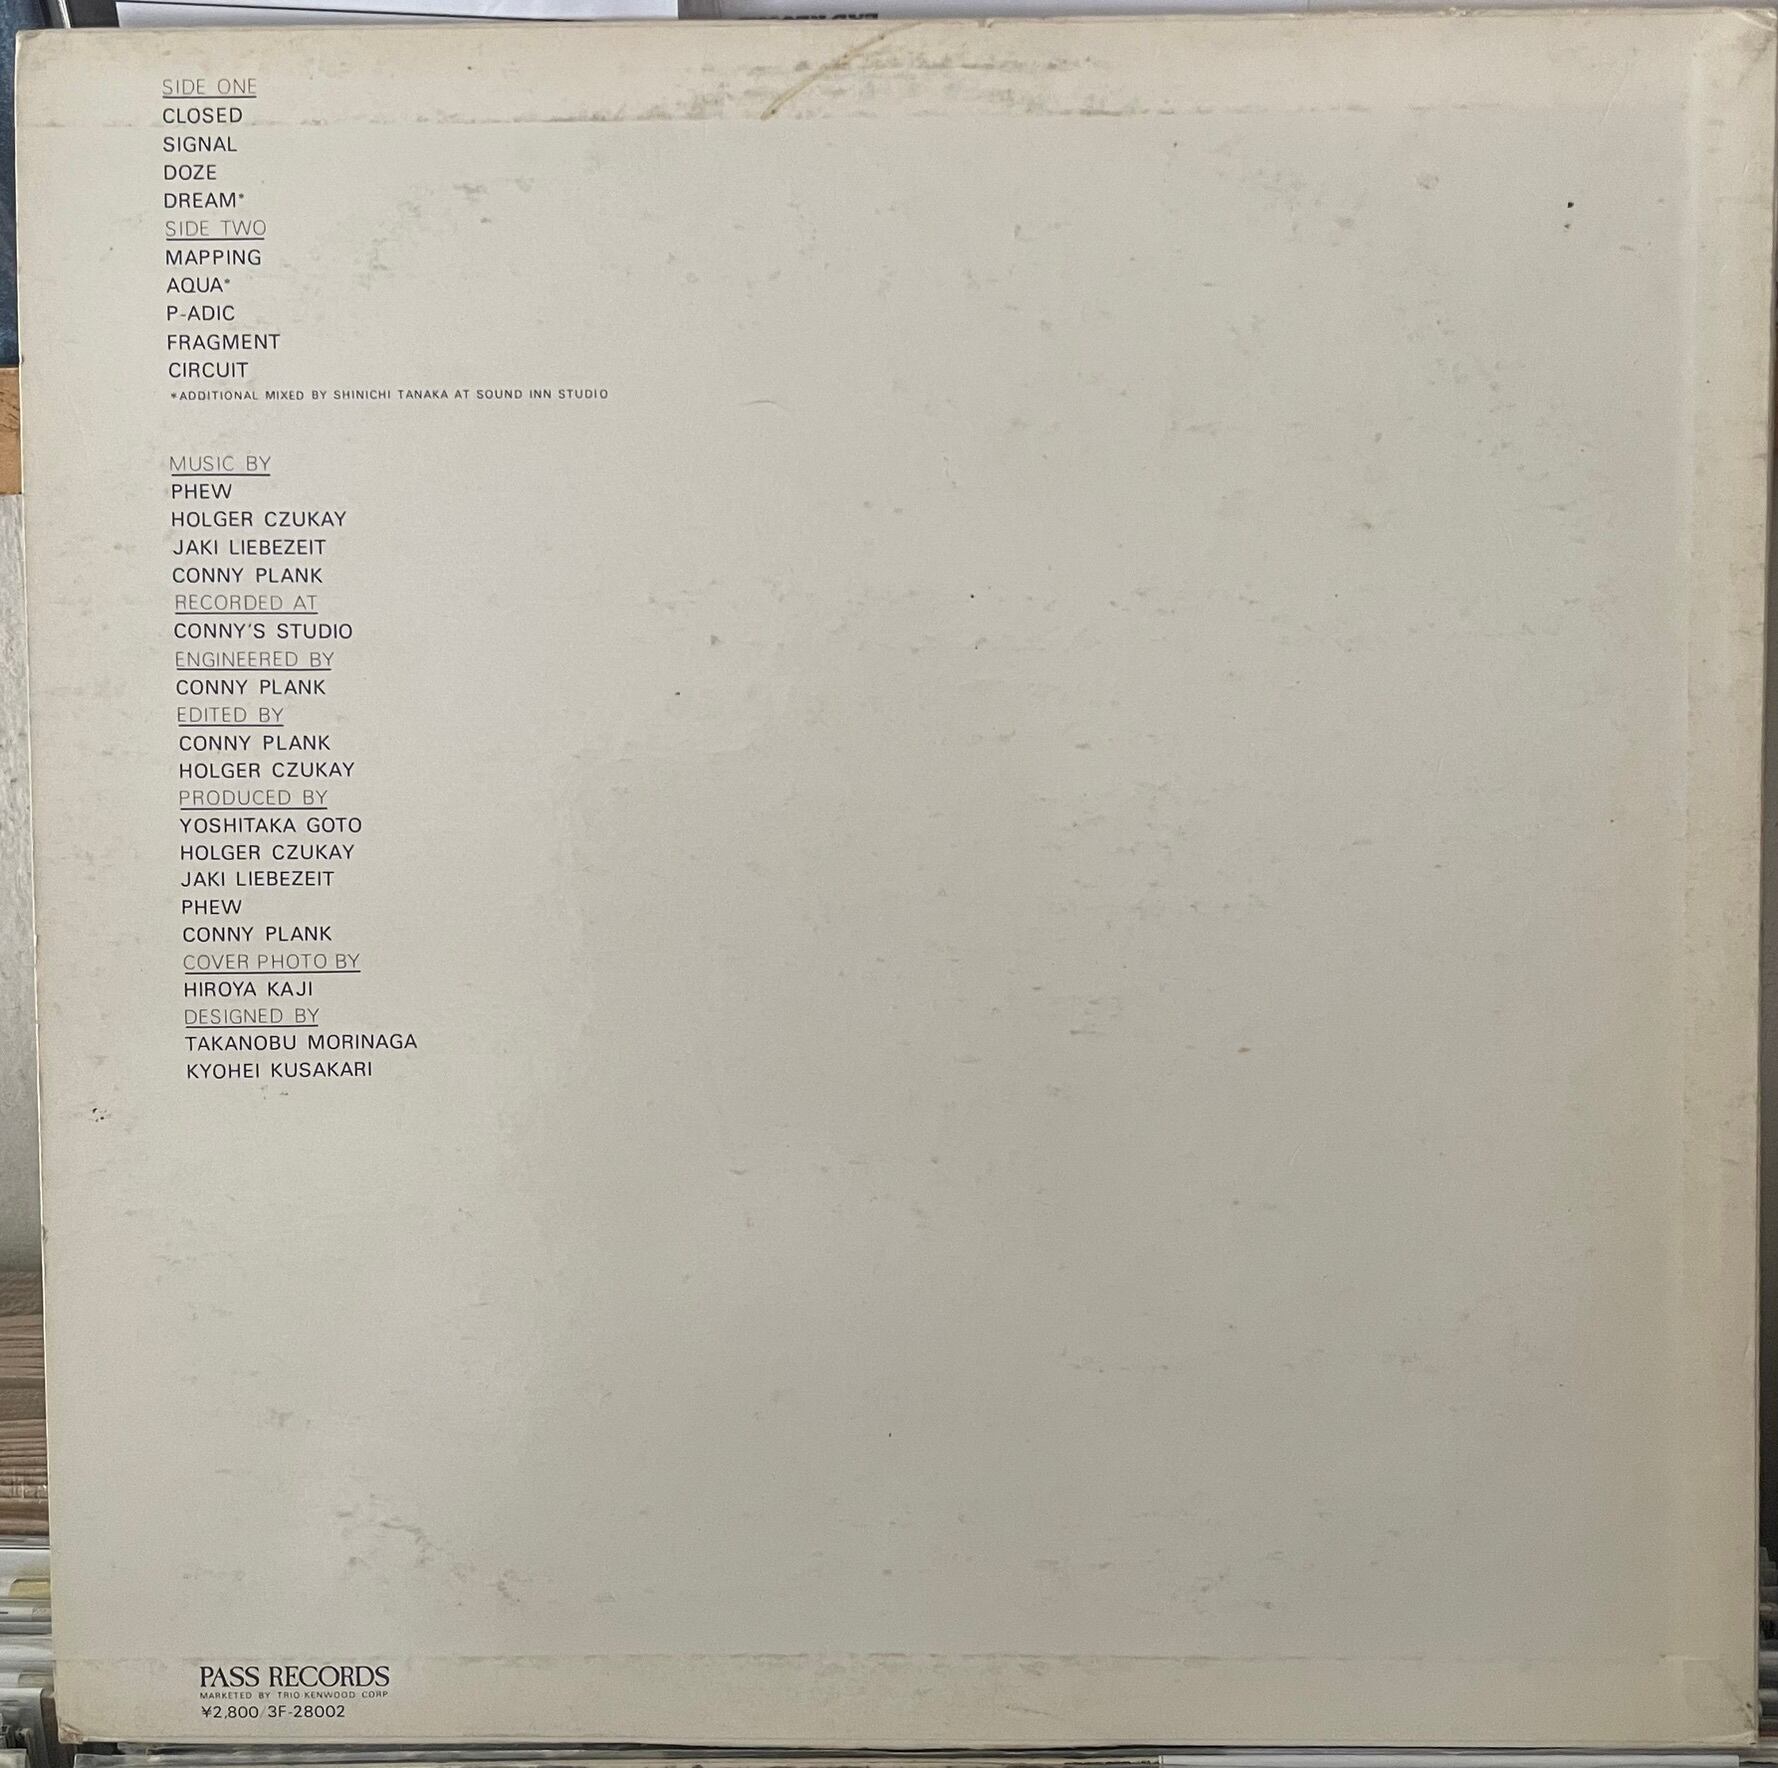 SIDE ONE
CLOSED
SIGNAL
DOZE
DREAM*
SIDE TWO
MAPPING
AQUA*
P-ADIC
FRAGMENT
CIRCUIT
*ADDITIONAL MIXED BY SHINICHI TANAKA AT SOUND INN STUDIO
MUSIC BY
PHEW
HOLGER CZUKAY
JAKI LIEBEZEIT
CONNY PLANK
RECORDED AT
CONNY'S STUDIO
ENGINEERED BY
CONNY PLANK
EDITED BY
CONNY PLANK
HOLGER CZUKAY
PRODUCED BY
YOSHITAKA GOTO
HOLGER CZUKAY
JAKI LIEBEZEIT
PHEW
CONNY PLANK
COVER PHOTO BY
HIROYA KAJI
DESIGNED BY
TAKANOBU MORINAGA
KYOHEI KUSAKARI
PASS RECORDS
MARKETED BY TRIO-KENWOOD CORP
¥2,800/3F-28002